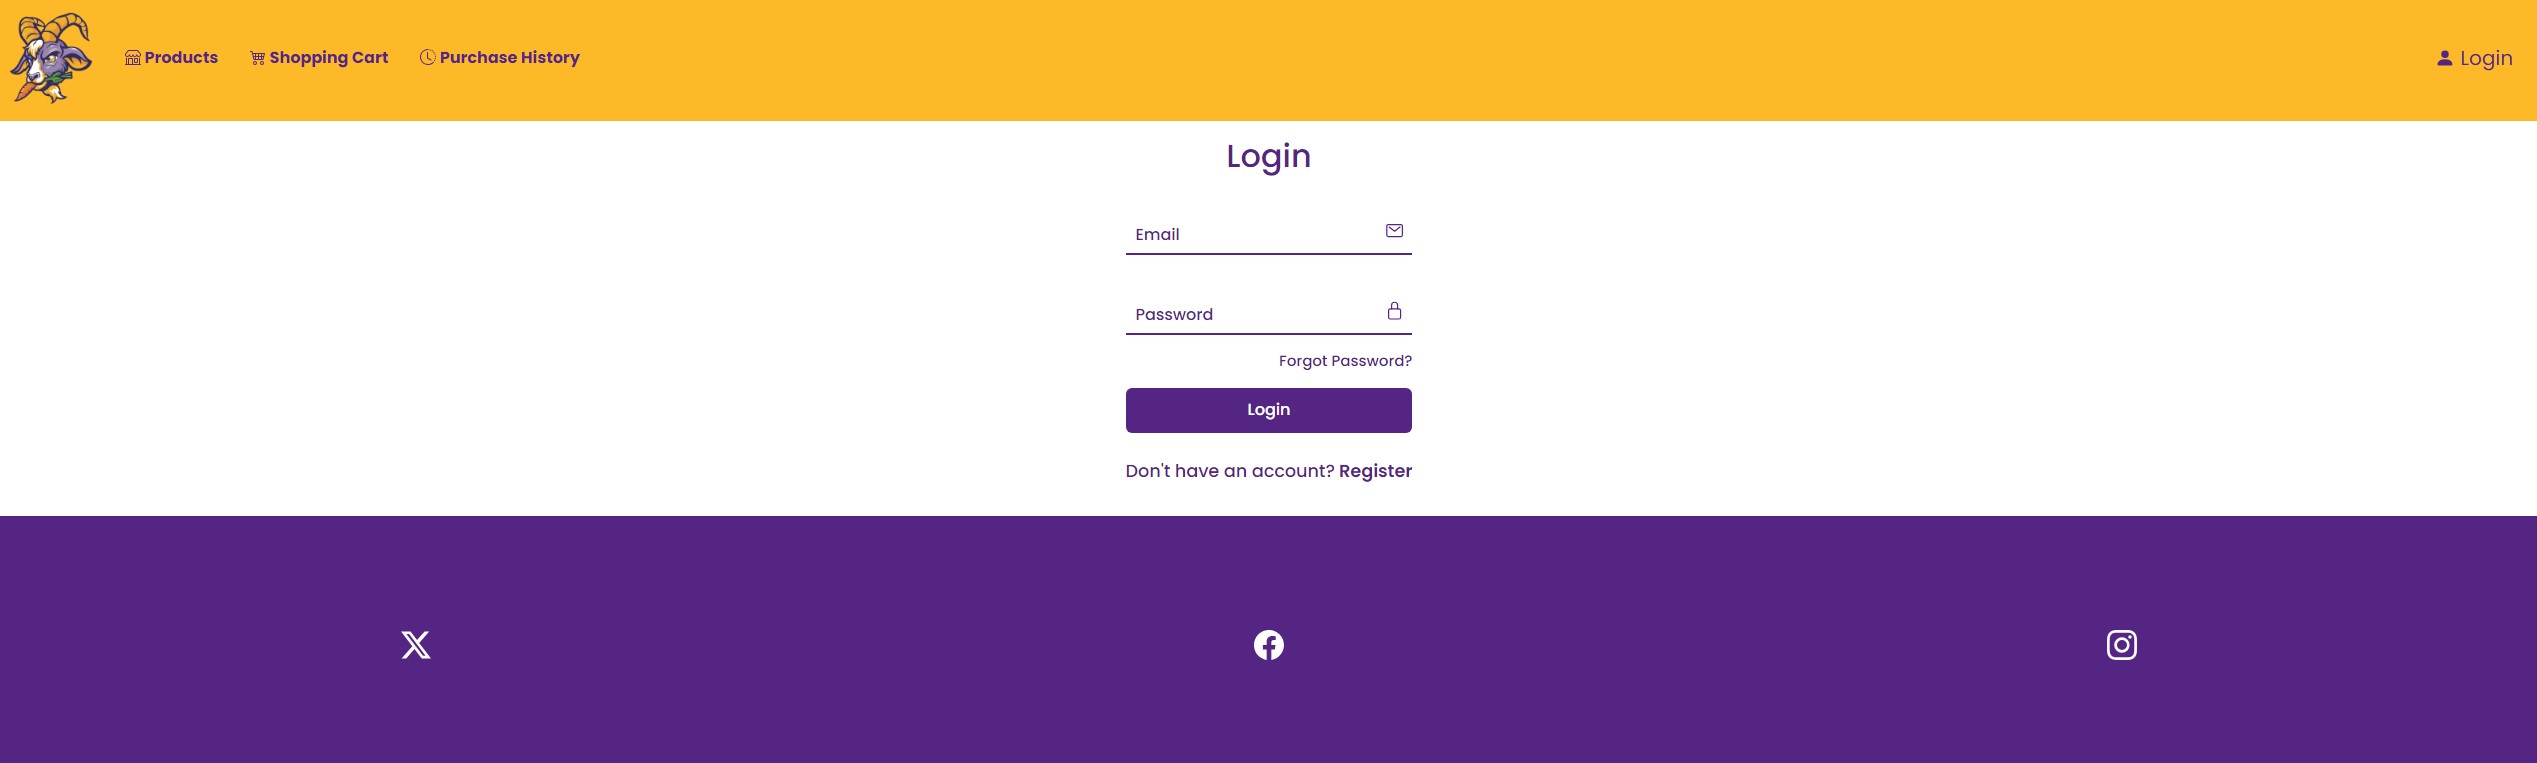 Products Shopping Cart Purchase History Login
Login
Email
Password
Forgot Password?
Login
Don't have an account? Register